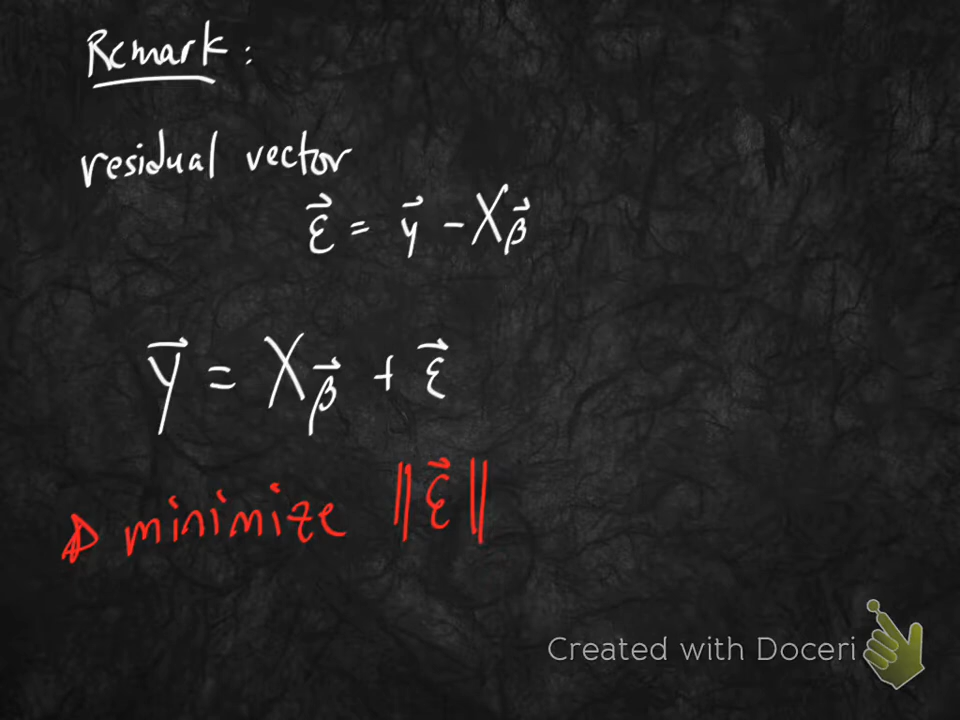 Remark:
residual vector
ε⃗ = y⃗ - Xβ⃗
y⃗ = Xβ⃗ + ε⃗
minimize ‖ε⃗‖
Created with Doceri